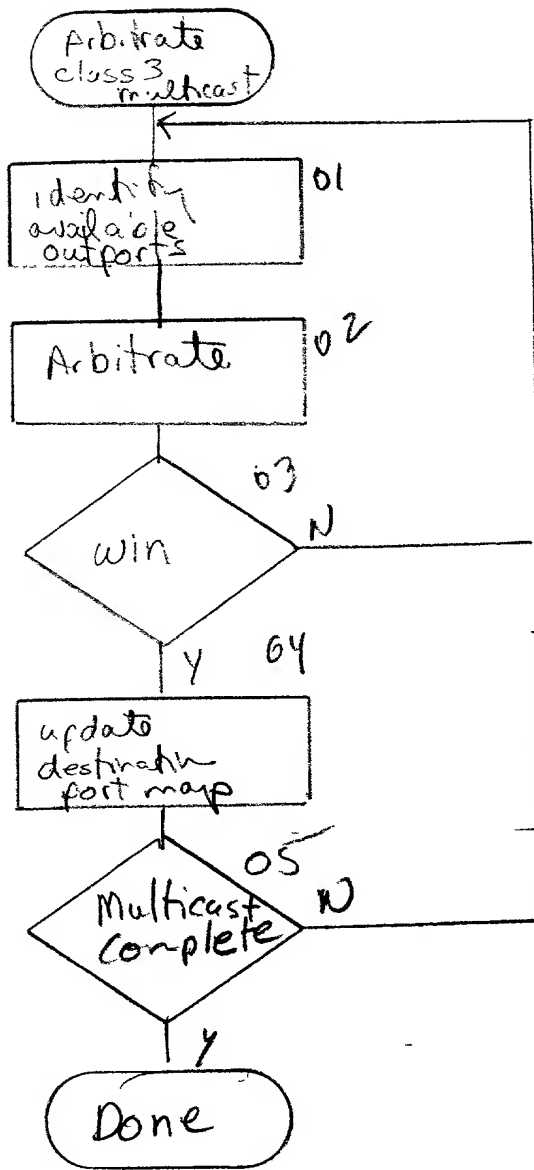 Arbitrate
class 3
multicast
identify
available
outports
01
Arbitrate
02
03
win
N
Y
04
update
destination
port map
05
Multicast
complete
N
Y
Done